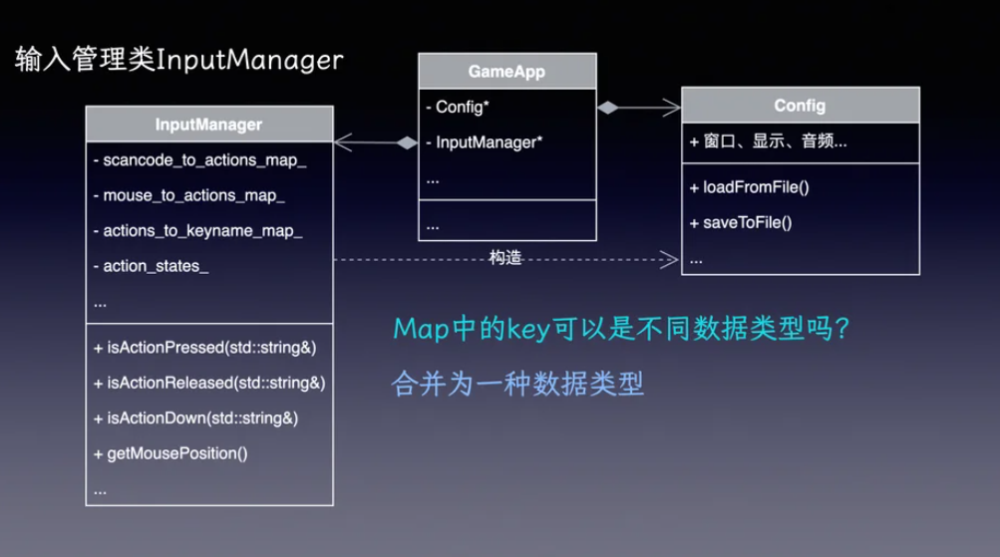 输入管理类InputManager
GameApp
- Config*
- InputManager*
...
...
Config
+ 窗口、显示、音频...
+ loadFromFile()
+ saveToFile()
...
InputManager
- scancode_to_actions_map_
- mouse_to_actions_map_
- actions_to_keyname_map_
- action_states_
...
+ isActionPressed(std::string&)
+ isActionReleased(std::string&)
+ isActionDown(std::string&)
+ getMousePosition()
...
构造
Map中的key可以是不同数据类型吗？
合并为一种数据类型